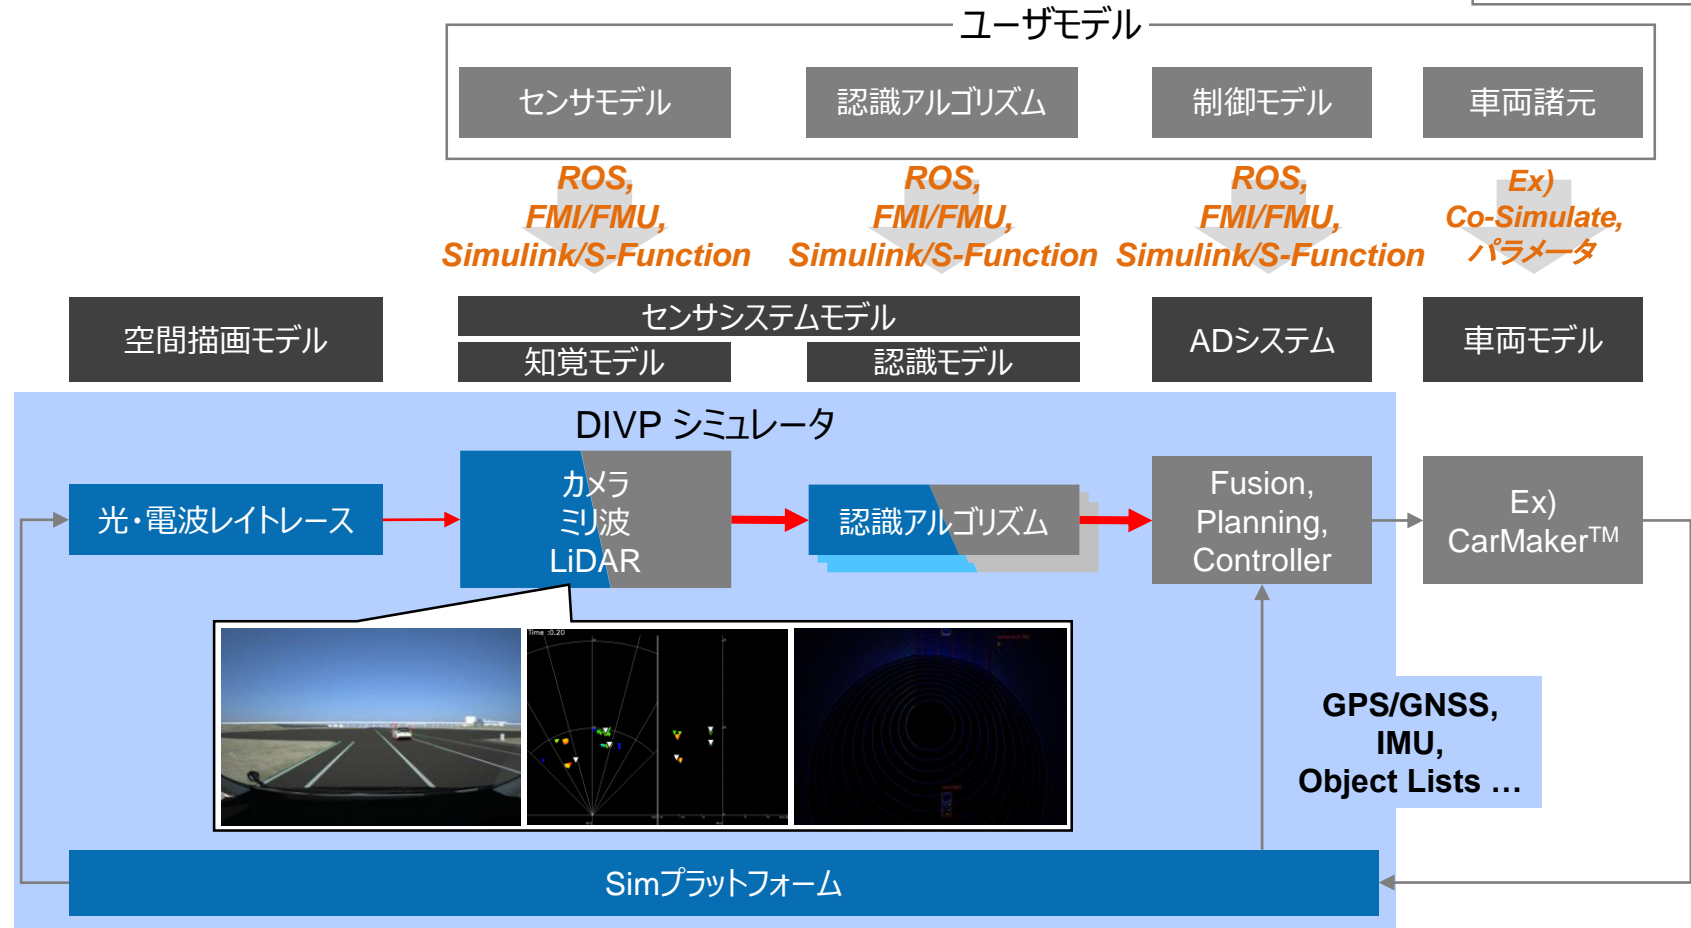 ユーザモデル
センサモデル
認識アルゴリズム
制御モデル
車両諸元
ROS,
FMI/FMU,
Simulink/S-Function
ROS,
FMI/FMU,
Simulink/S-Function
ROS,
FMI/FMU,
Simulink/S-Function
Ex)
Co-Simulate,
パラメータ
空間描画モデル
センサシステムモデル
知覚モデル
認識モデル
ADシステム
車両モデル
DIVP シミュレータ
光・電波レイトレース
カメラ
ミリ波
LiDAR
認識アルゴリズム
Fusion,
Planning,
Controller
Ex)
CarMakerTM
Time :0.20
GPS/GNSS,
IMU,
Object Lists …
Simプラットフォーム